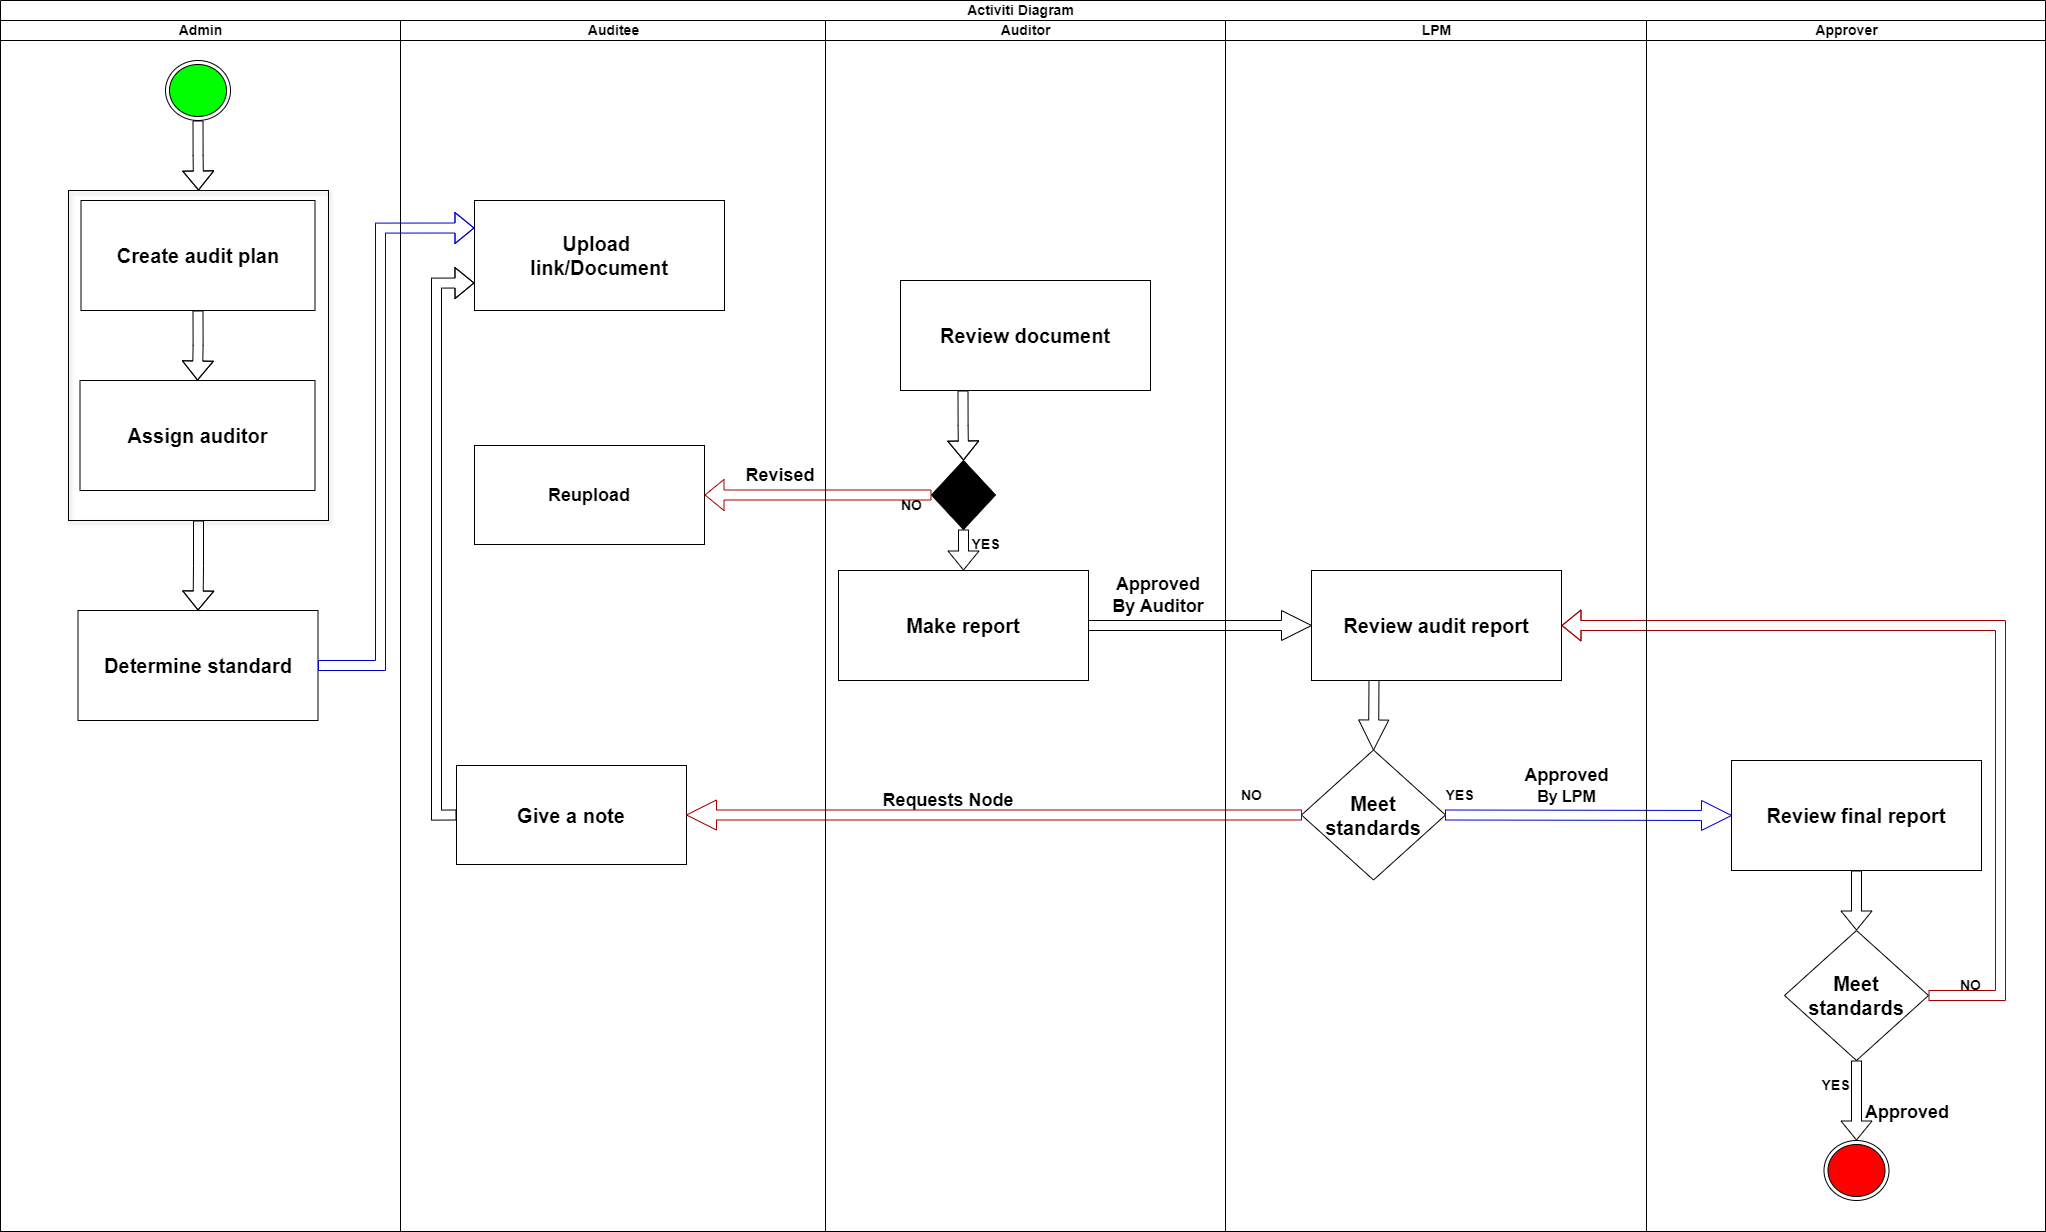 Activiti Diagram
Admin
Auditee
Auditor
LPM
Approver
Create audit plan
Assign auditor
Determine standard
Upload
link/Document
Reupload
Give a note
Review document
Revised
NO
YES
Make report
Approved
By Auditor
Requests Node
Review audit report
Meet
standards
NO
YES
Approved
By LPM
Review final report
Meet
standards
NO
YES
Approved